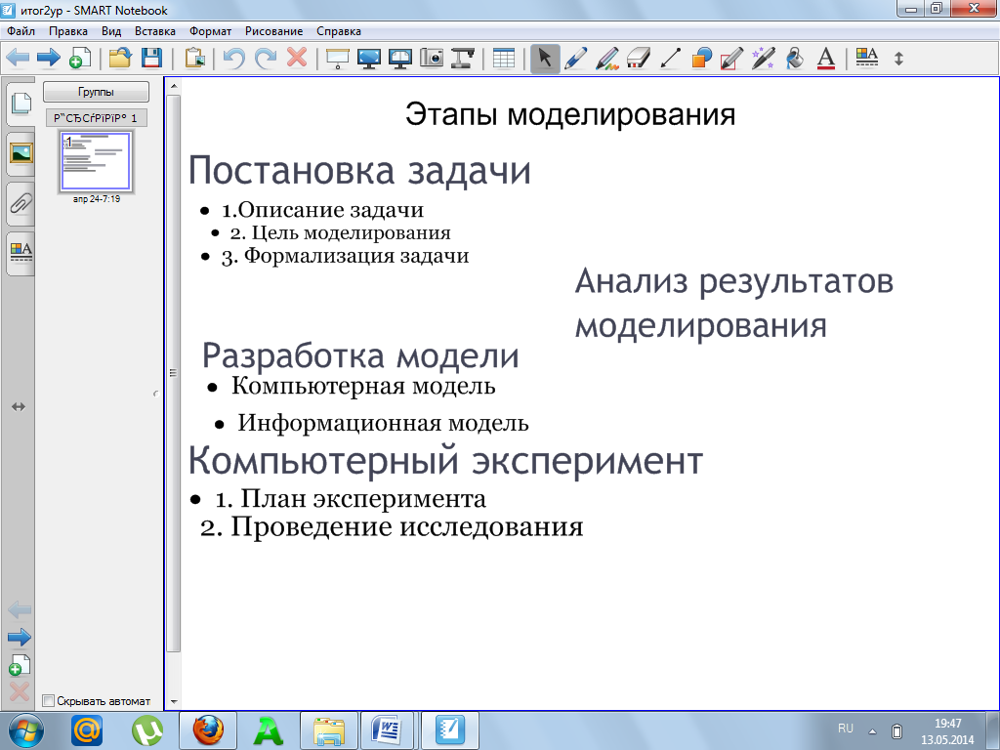 итог2ур - SMART Notebook
Файл Правка Вид Вставка Формат Рисование Справка
Группы
Р“СЂСѓРїРїР° 1
1
апр 24-7:19
Скрывать автомат
Этапы моделирования
Постановка задачи
• 1.Описание задачи
• 2. Цель моделирования
• 3. Формализация задачи
Анализ результатов
моделирования
Разработка модели
• Компьютерная модель
• Информационная модель
Компьютерный эксперимент
• 1. План эксперимента
2. Проведение исследования
RU
19:47
13.05.2014